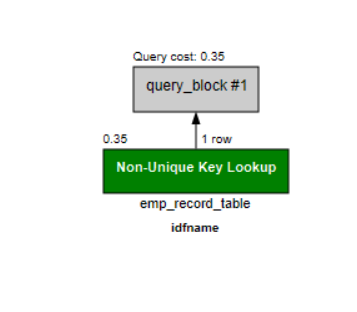 Query cost: 0.35
query_block #1
0.35 1 row
Non-Unique Key Lookup
emp_record_table
idfname